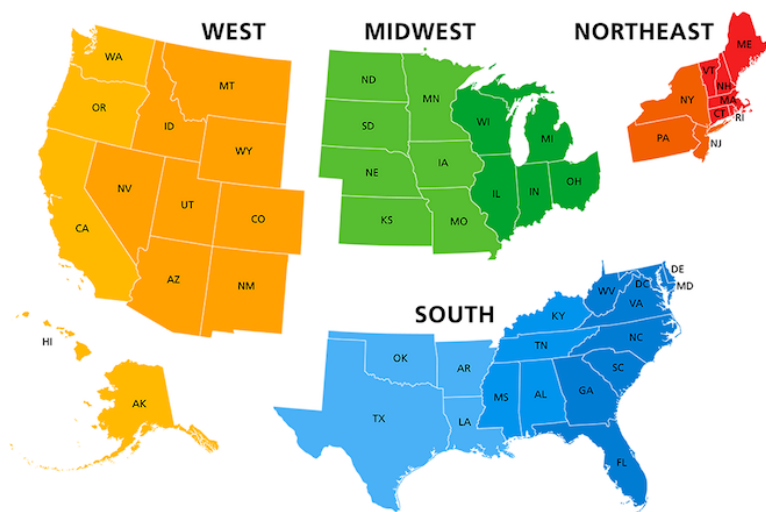 WEST
WA
MT
OR
ID
WY
NV
UT
CO
CA
AZ
NM
HI
AK
MIDWEST
ND
MN
SD
WI
MI
IA
NE
IL
IN
OH
KS
MO
NORTHEAST
ME
VT
NH
NY
MA
CT
RI
PA
NJ
SOUTH
DE
WV
DC
MD
VA
KY
NC
TN
OK
AR
SC
MS
AL
GA
TX
LA
FL